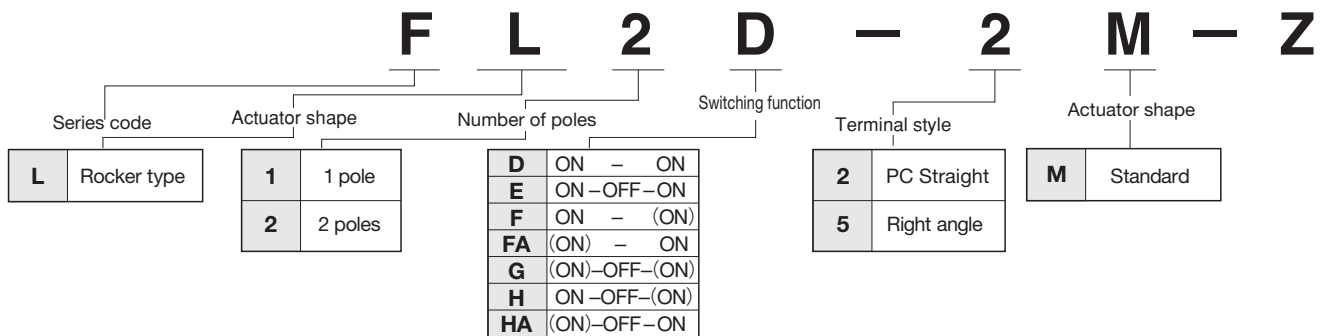 F L 2 D – 2 M – Z
Series code
Actuator shape
Number of poles
Switching function
Terminal style
Actuator shape
L Rocker type
1 1 pole
2 2 poles
D ON – ON
E ON–OFF–ON
F ON – (ON)
FA (ON) – ON
G (ON)–OFF–(ON)
H ON–OFF–(ON)
HA (ON)–OFF–ON
2 PC Straight
5 Right angle
M Standard